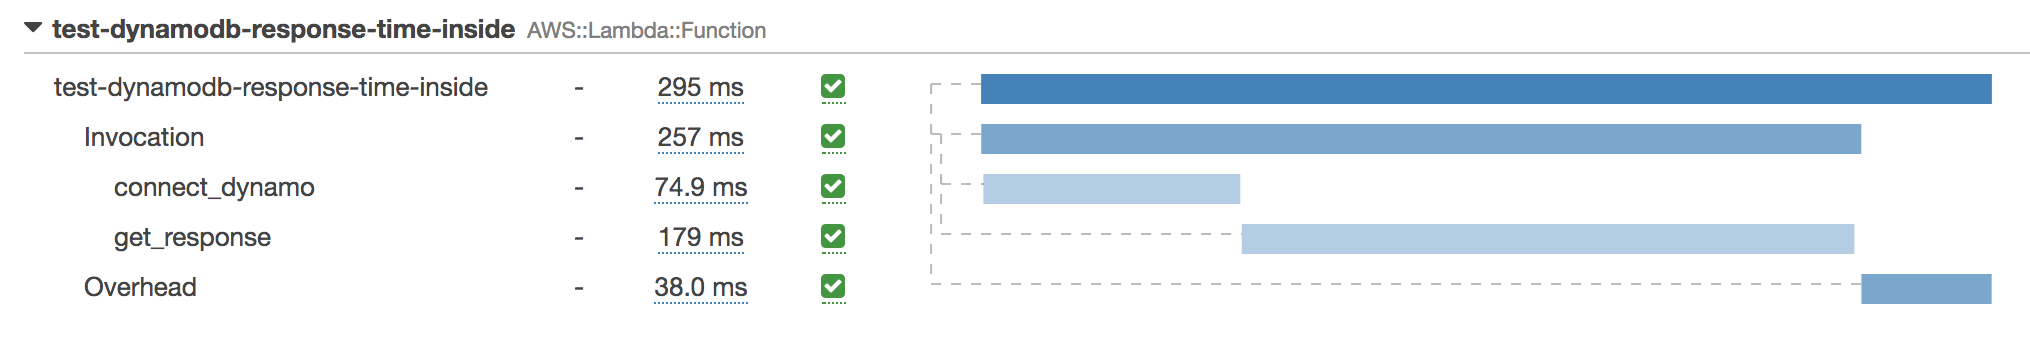 test-dynamodb-response-time-inside AWS::Lambda::Function
test-dynamodb-response-time-inside - 295 ms
Invocation - 257 ms
connect_dynamo - 74.9 ms
get_response - 179 ms
Overhead - 38.0 ms